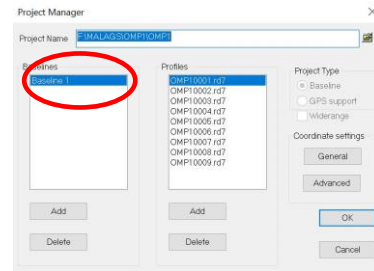 Project Manager
Project Name F:\MALAGS\OMP1\OMP1
Baselines
Baseline 1
Add
Delete
Profiles
OMP10001.rd7
OMP10002.rd7
OMP10003.rd7
OMP10004.rd7
OMP10005.rd7
OMP10006.rd7
OMP10007.rd7
OMP10008.rd7
OMP10009.rd7
Add
Delete
Project Type
Baseline
GPS support
Widerange
Coordinate settings
General
Advanced
OK
Cancel